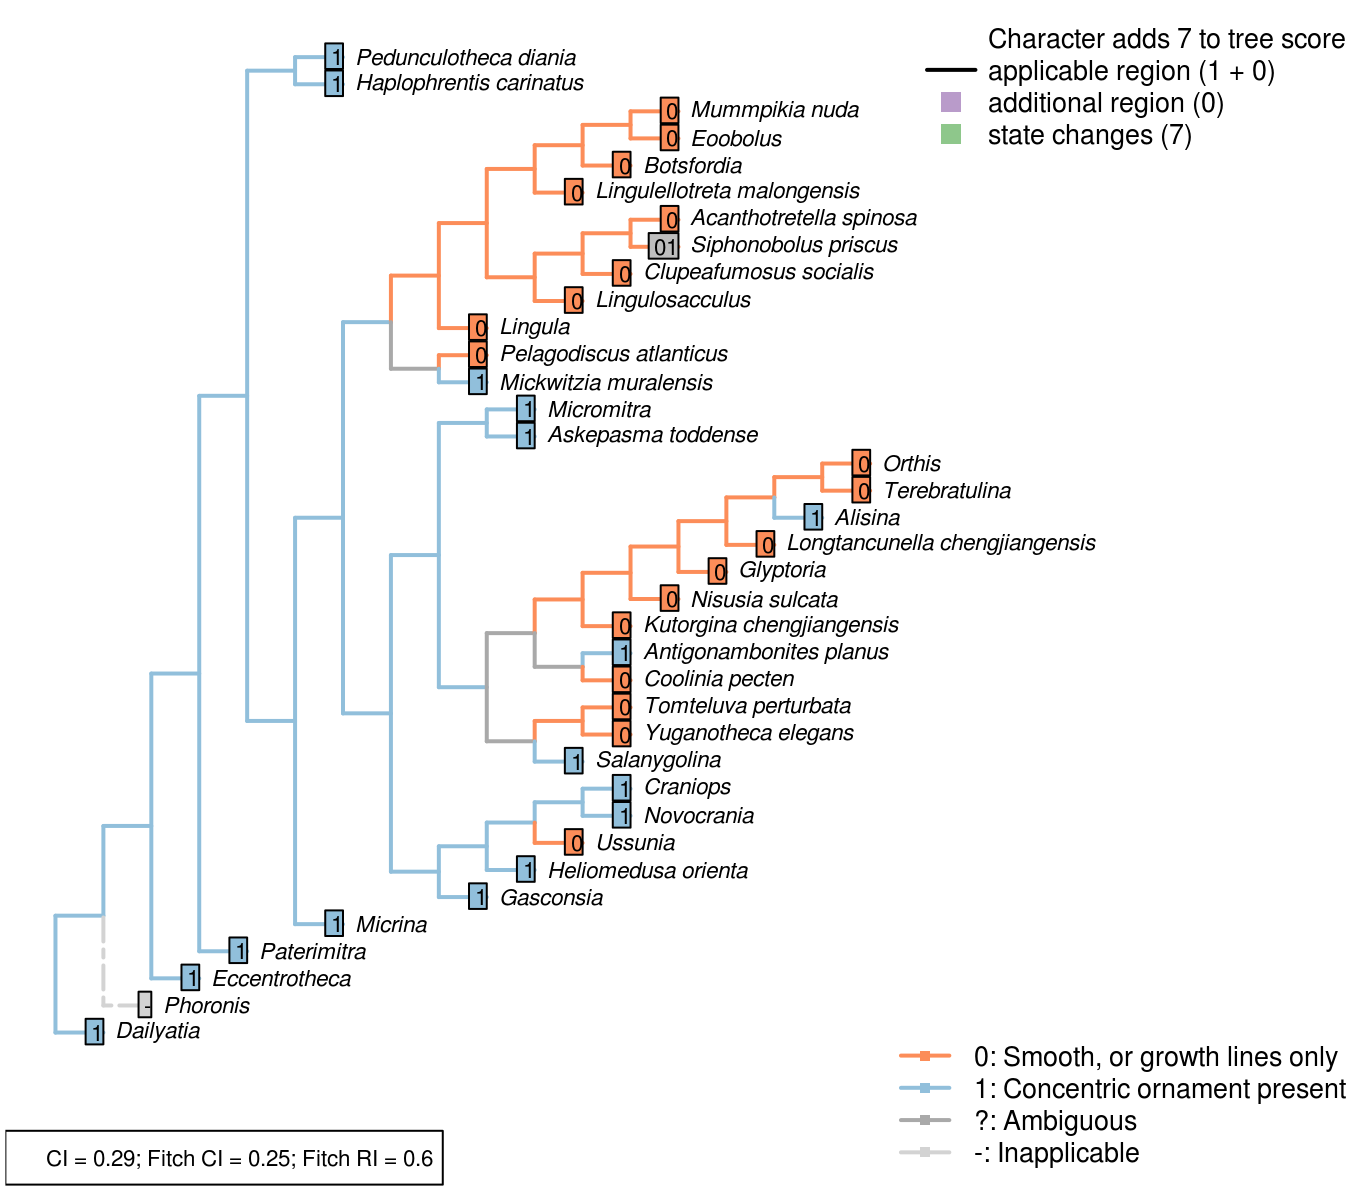 Character adds 7 to tree score
applicable region (1 + 0)
additional region (0)
state changes (7)
1 Pedunculotheca diania
1 Haplophrentis carinatus
0 Mummpikia nuda
0 Eoobolus
0 Botsfordia
0 Lingulellotreta malongensis
0 Acanthotretella spinosa
01 Siphonobolus priscus
0 Clupeafumosus socialis
0 Lingulosacculus
0 Lingula
0 Pelagodiscus atlanticus
1 Mickwitzia muralensis
1 Micromitra
1 Askepasma toddense
0 Orthis
0 Terebratulina
1 Alisina
0 Longtancunella chengjiangensis
0 Glyptoria
0 Nisusia sulcata
0 Kutorgina chengjiangensis
1 Antigonambonites planus
0 Coolinia pecten
0 Tomteluva perturbata
0 Yuganotheca elegans
1 Salanygolina
1 Craniops
1 Novocrania
0 Ussunia
1 Heliomedusa orienta
1 Gasconsia
1 Micrina
1 Paterimitra
1 Eccentrotheca
- Phoronis
1 Dailyatia
0: Smooth, or growth lines only
1: Concentric ornament present
?: Ambiguous
-: Inapplicable
CI = 0.29; Fitch CI = 0.25; Fitch RI = 0.6